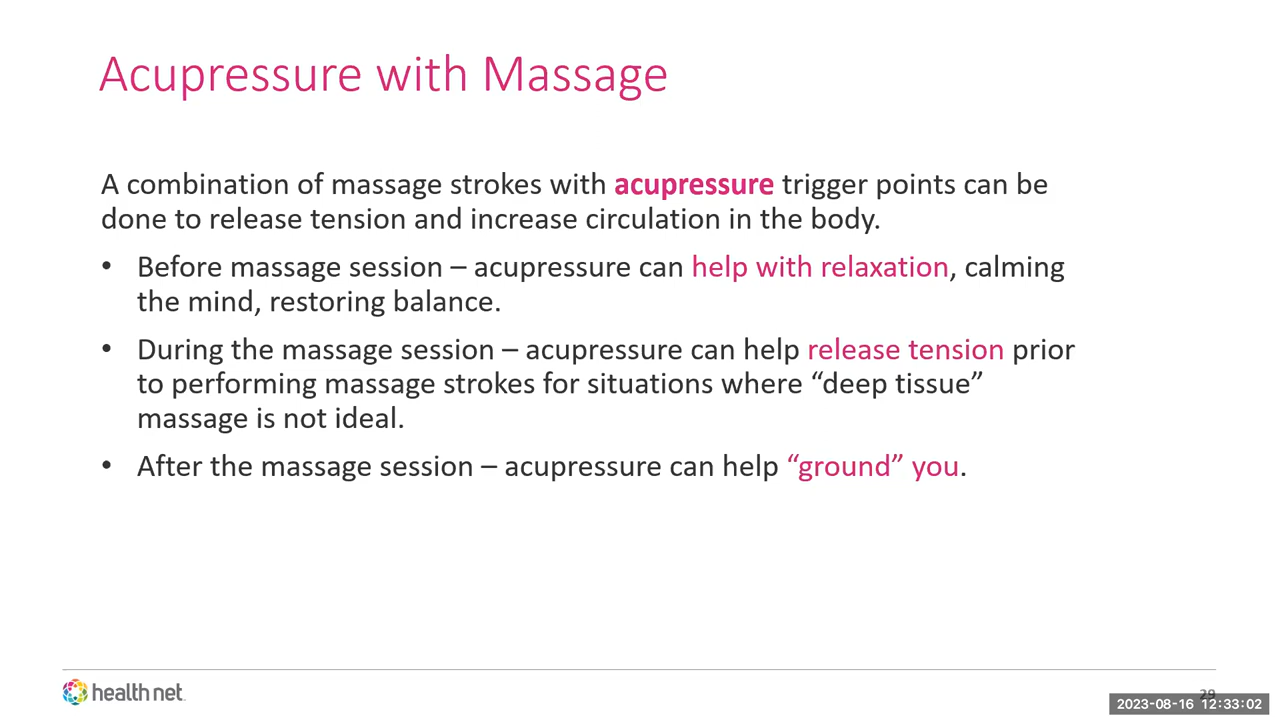 Acupressure with Massage
A combination of massage strokes with acupressure trigger points can be
done to release tension and increase circulation in the body.
• Before massage session – acupressure can help with relaxation, calming
the mind, restoring balance.
• During the massage session – acupressure can help release tension prior
to performing massage strokes for situations where “deep tissue”
massage is not ideal.
• After the massage session – acupressure can help “ground” you.
health net
29
2023-08-16 12:33:02